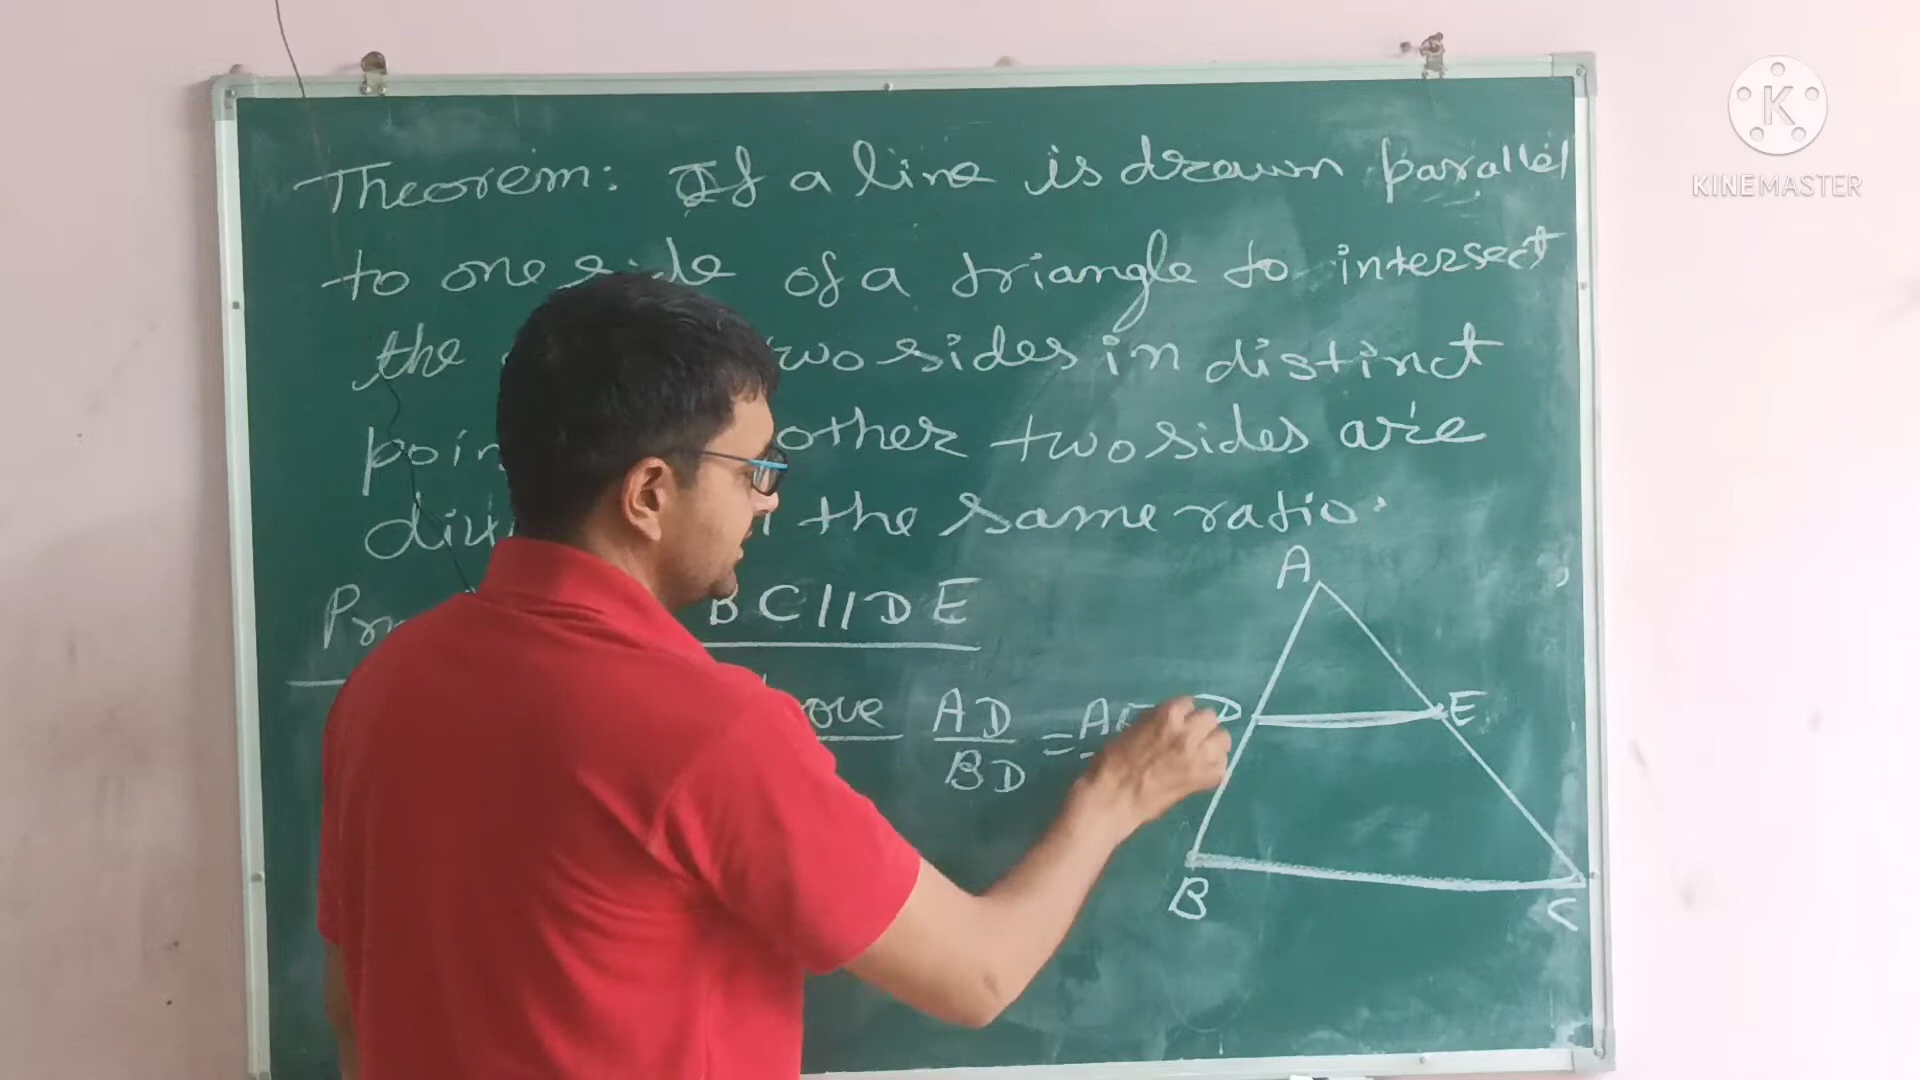 Theorem: If a line is drawn parallel
to one side of a triangle to intersect
the two sides in distinct
other two sides are
the same ratio.
BC//DE
AD
BD
=
A
D
E
B
C
KINEMASTER